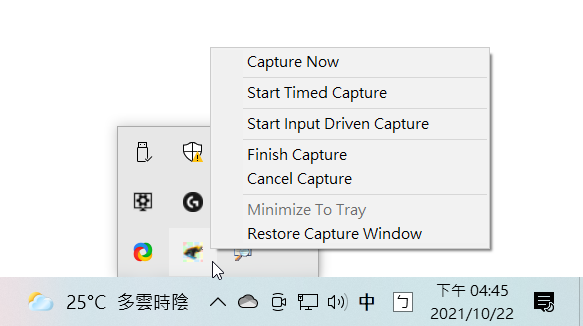 Capture Now
Start Timed Capture
Start Input Driven Capture
Finish Capture
Cancel Capture
Minimize To Tray
Restore Capture Window
25°C 多雲時陰
中
ㄅ
下午 04:45
2021/10/22